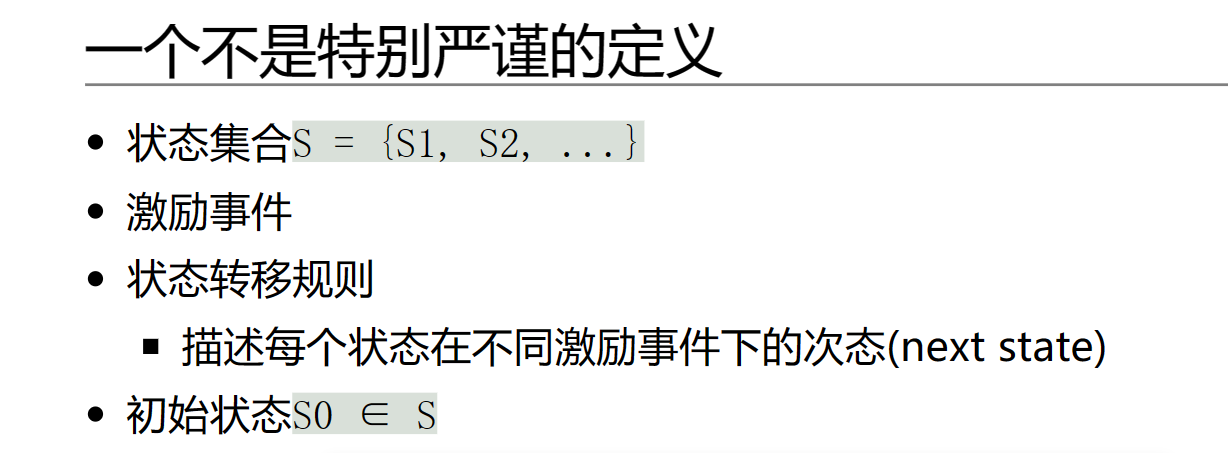 一个不是特别严谨的定义
• 状态集合S = {S1, S2, ...}
• 激励事件
• 状态转移规则
▪ 描述每个状态在不同激励事件下的次态(next state)
• 初始状态S0 ∈ S